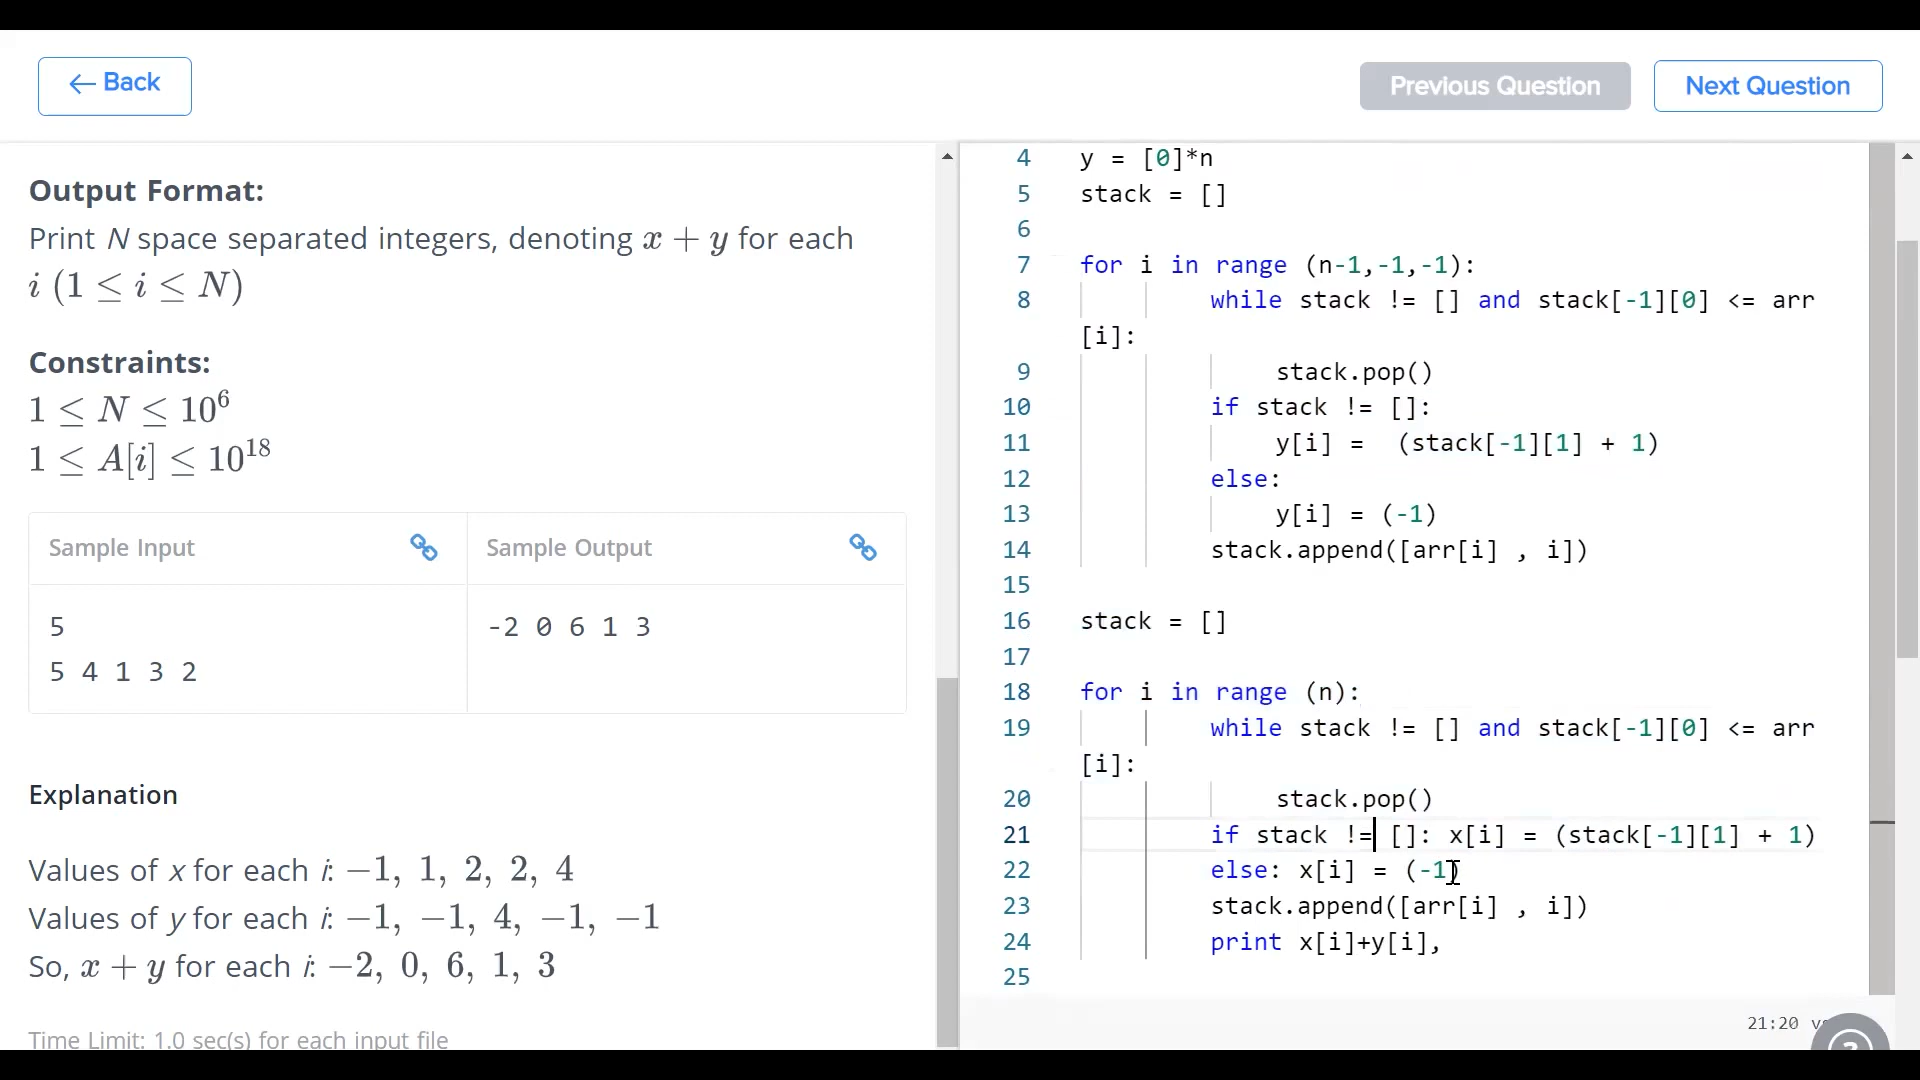 ← Back
Previous Question
Next Question
Output Format:
Print N space separated integers, denoting x + y for each
i (1 ≤ i ≤ N)
Constraints:
1 ≤ N ≤ 10^6
1 ≤ A[i] ≤ 10^18
Sample Input
Sample Output
5
5 4 1 3 2
-2 0 6 1 3
Explanation
Values of x for each i: −1, 1, 2, 2, 4
Values of y for each i: −1, −1, 4, −1, −1
So, x + y for each i: −2, 0, 6, 1, 3
Time Limit: 1.0 sec(s) for each input file
4 y = [0]*n
5 stack = []
6
7 for i in range (n-1,-1,-1):
8 while stack != [] and stack[-1][0] <= arr
[i]:
9 stack.pop()
10 if stack != []:
11 y[i] = (stack[-1][1] + 1)
12 else:
13 y[i] = (-1)
14 stack.append([arr[i] , i])
15
16 stack = []
17
18 for i in range (n):
19 while stack != [] and stack[-1][0] <= arr
[i]:
20 stack.pop()
21 if stack != []: x[i] = (stack[-1][1] + 1)
22 else: x[i] = (-1)
23 stack.append([arr[i] , i])
24 print x[i]+y[i],
25
21:20
?